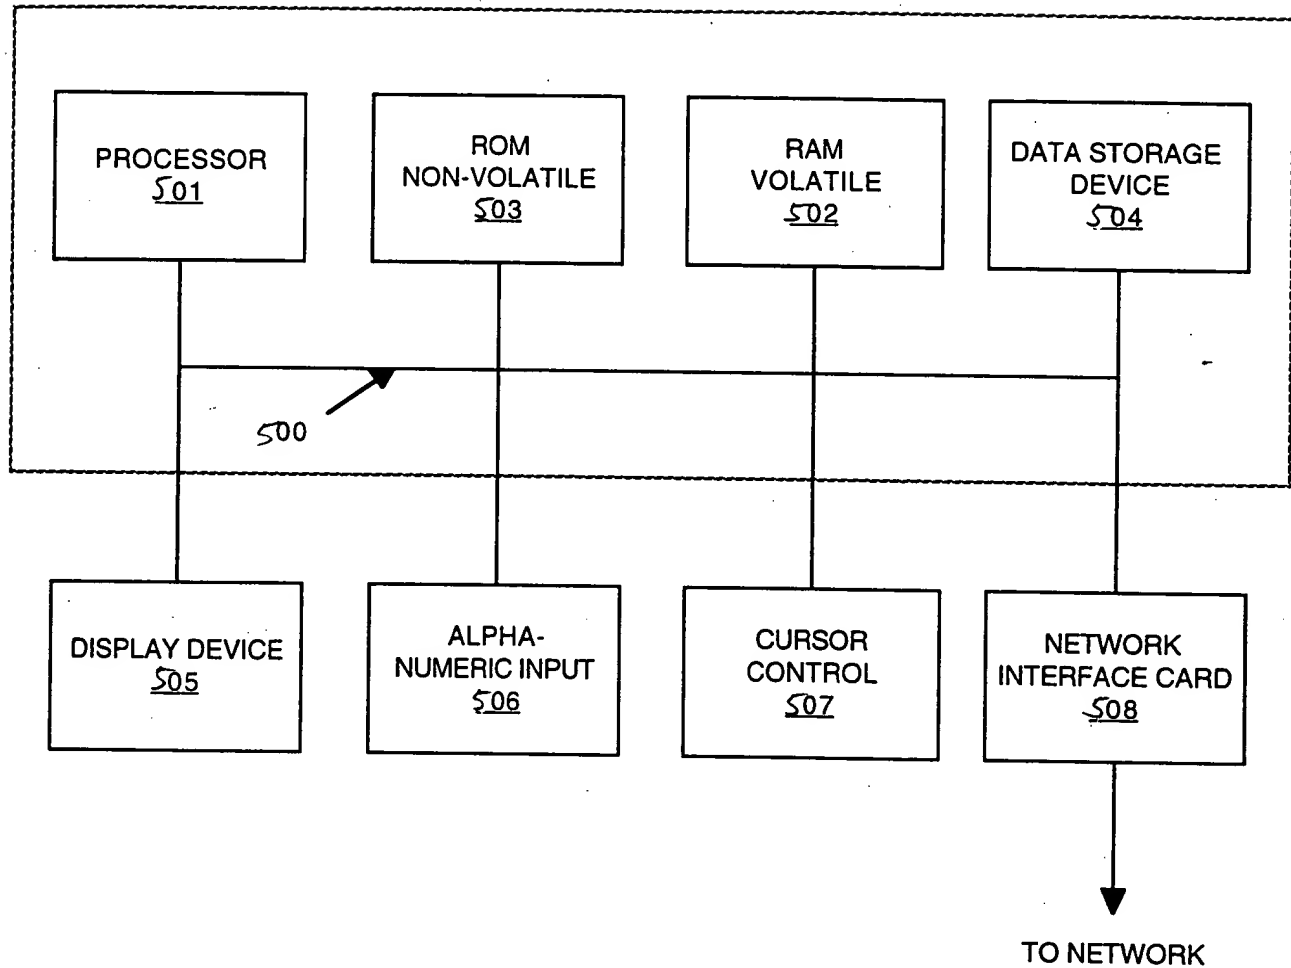 PROCESSOR
501
ROM
NON-VOLATILE
503
RAM
VOLATILE
502
DATA STORAGE
DEVICE
504
500
DISPLAY DEVICE
505
ALPHA-
NUMERIC INPUT
506
CURSOR
CONTROL
507
NETWORK
INTERFACE CARD
508
TO NETWORK